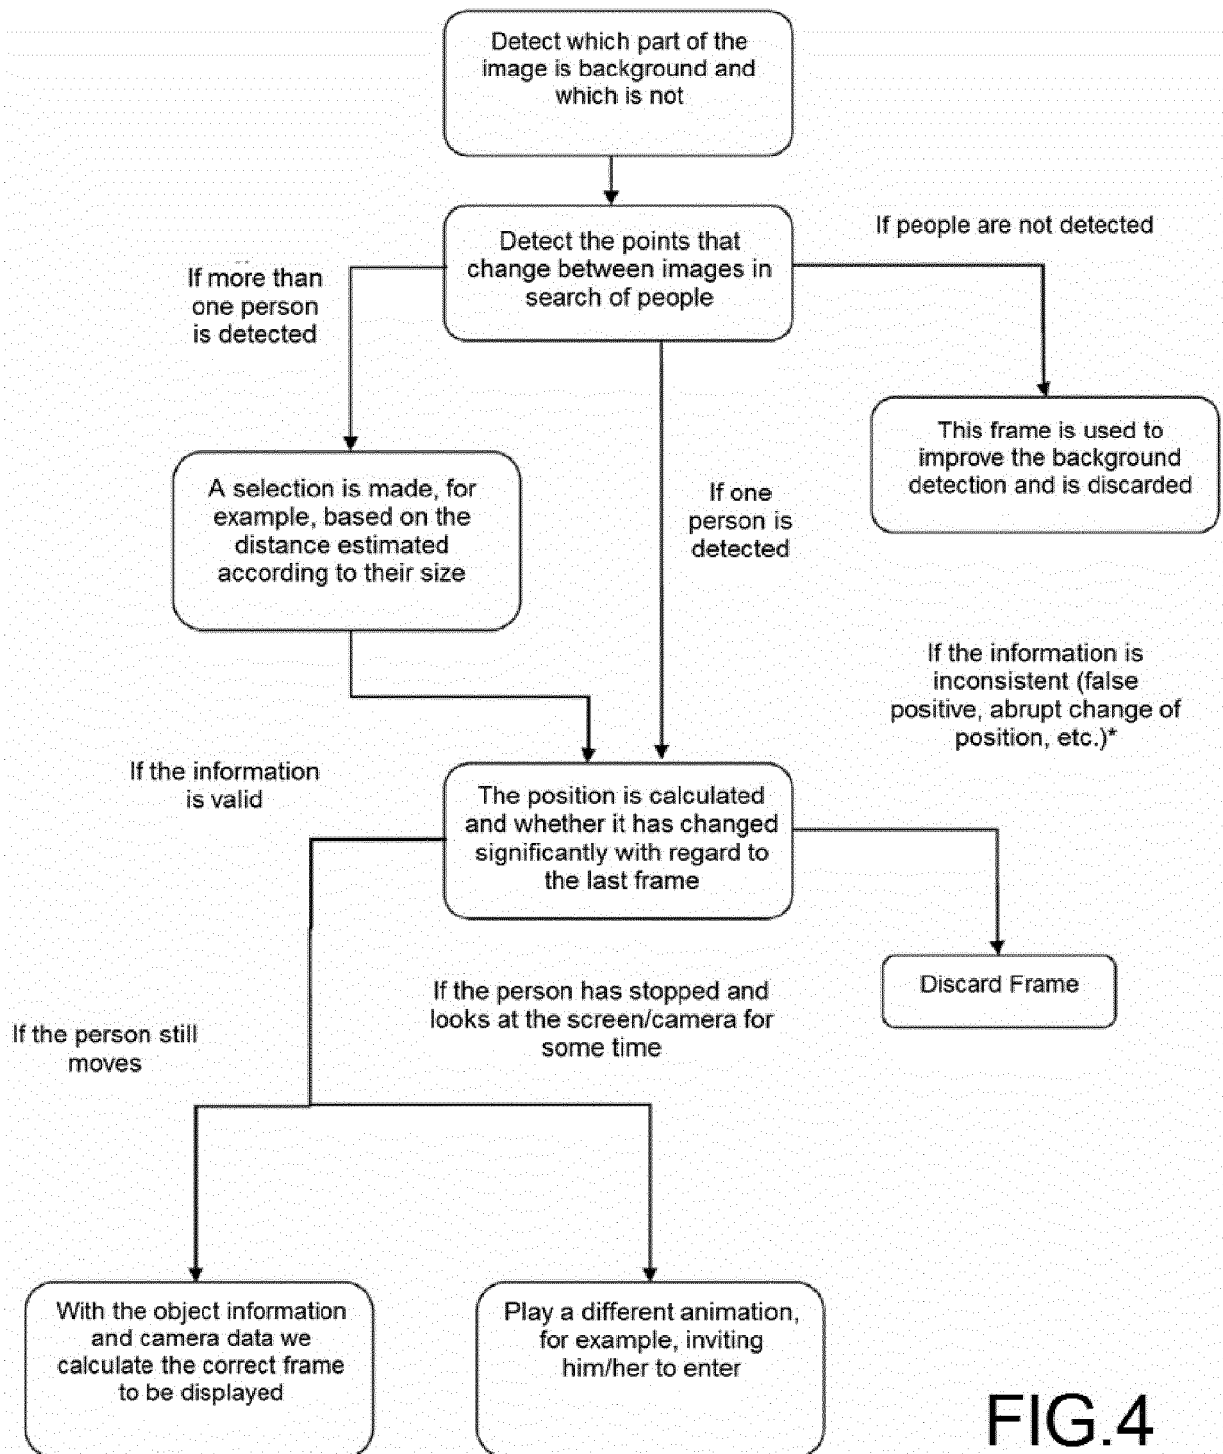 Detect which part of the
image is background and
which is not
Detect the points that
change between images in
search of people
If people are not detected
If more than
one person
is detected
This frame is used to
improve the background
detection and is discarded
A selection is made, for
example, based on the
distance estimated
according to their size
If one
person is
detected
If the information is
inconsistent (false
positive, abrupt change of
position, etc.)*
If the information
is valid
The position is calculated
and whether it has changed
significantly with regard to
the last frame
Discard Frame
If the person has stopped and
looks at the screen/camera for
some time
If the person still
moves
With the object information
and camera data we
calculate the correct frame
to be displayed
Play a different animation,
for example, inviting
him/her to enter
FIG.4